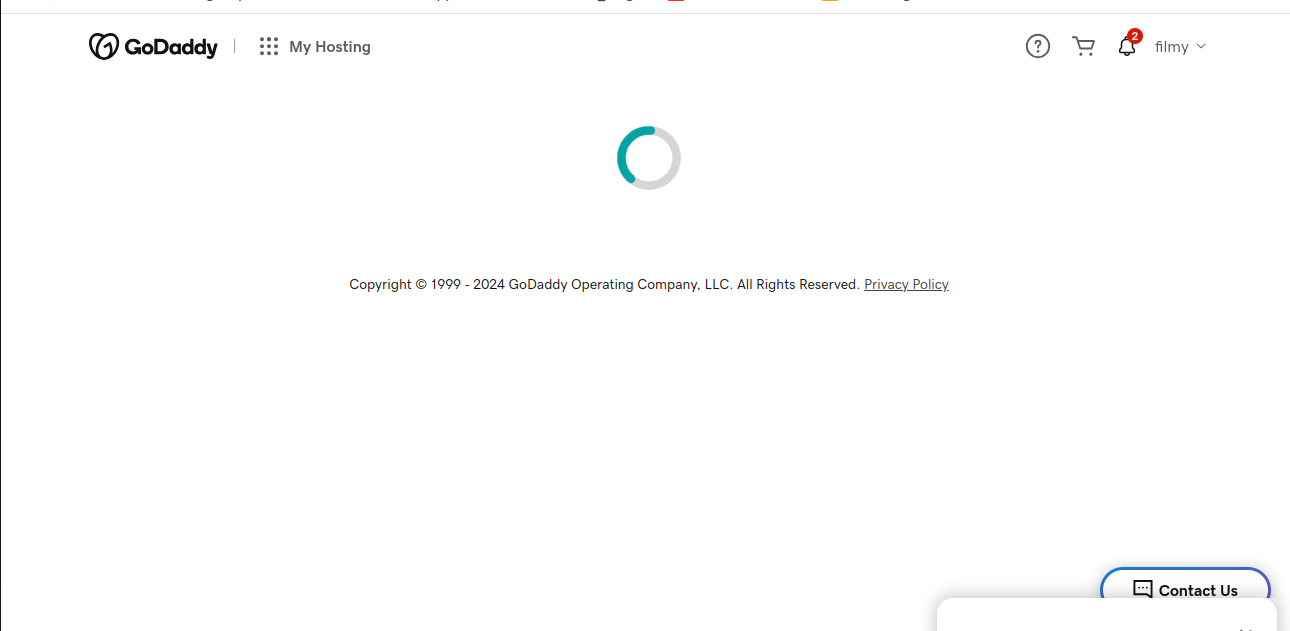 GoDaddy My Hosting 2 filmy
Copyright © 1999 - 2024 GoDaddy Operating Company, LLC. All Rights Reserved. Privacy Policy
Contact Us